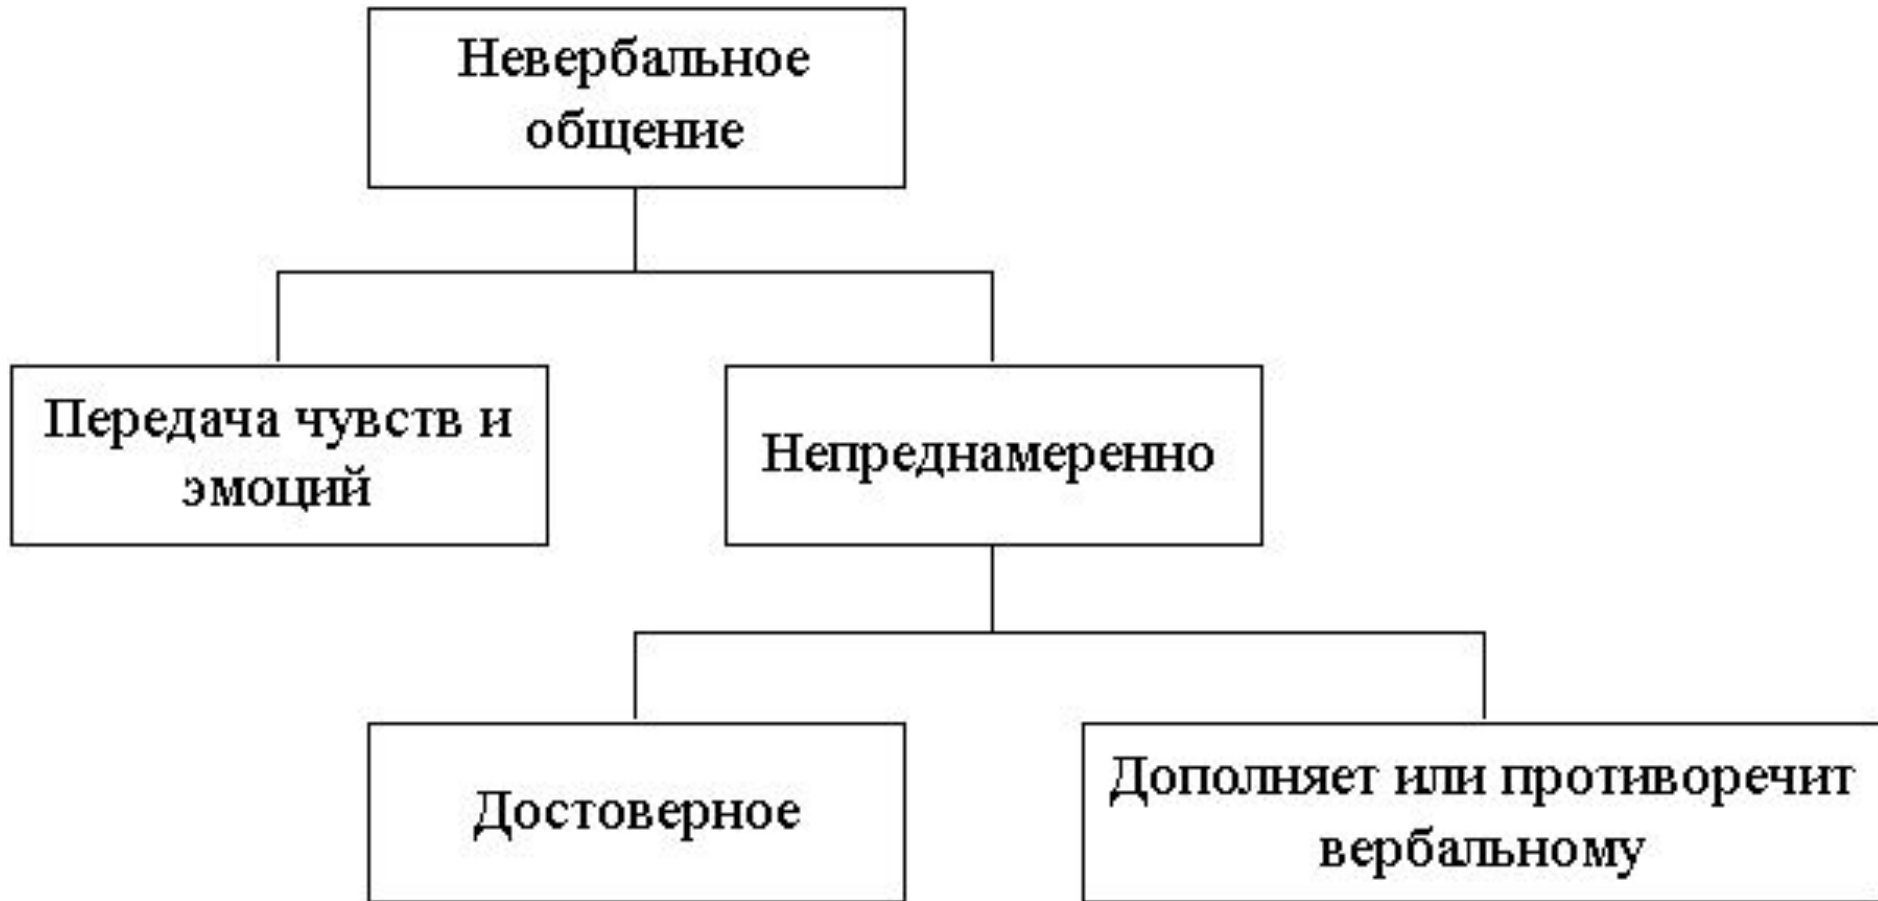 Невербальное
общение
Передача чувств и
эмоций
Непреднамеренно
Достоверное
Дополняет или противоречит
вербальному